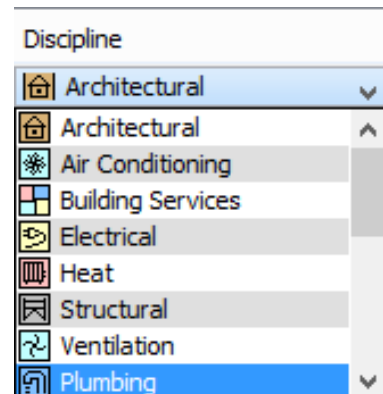 Discipline
Architectural
Architectural
Air Conditioning
Building Services
Electrical
Heat
Structural
Ventilation
Plumbing